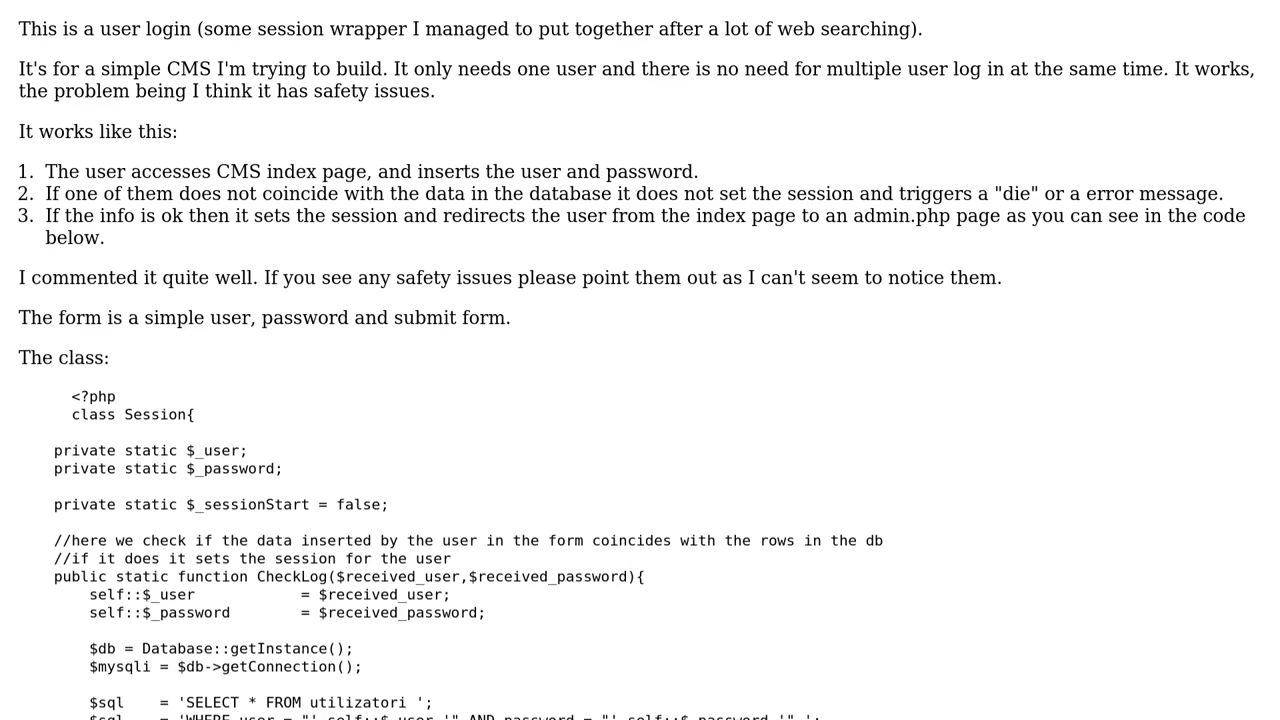 This is a user login (some session wrapper I managed to put together after a lot of web searching).
It's for a simple CMS I'm trying to build. It only needs one user and there is no need for multiple user log in at the same time. It works,
the problem being I think it has safety issues.
It works like this:
1. The user accesses CMS index page, and inserts the user and password.
2. If one of them does not coincide with the data in the database it does not set the session and triggers a "die" or a error message.
3. If the info is ok then it sets the session and redirects the user from the index page to an admin.php page as you can see in the code
below.
I commented it quite well. If you see any safety issues please point them out as I can't seem to notice them.
The form is a simple user, password and submit form.
The class:
<?php
class Session{
private static $_user;
private static $_password;
private static $_sessionStart = false;
//here we check if the data inserted by the user in the form coincides with the rows in the db
//if it does it sets the session for the user
public static function CheckLog($received_user,$received_password){
self::$_user = $received_user;
self::$_password = $received_password;
$db = Database::getInstance();
$mysqli = $db->getConnection();
$sql = 'SELECT * FROM utilizatori ';